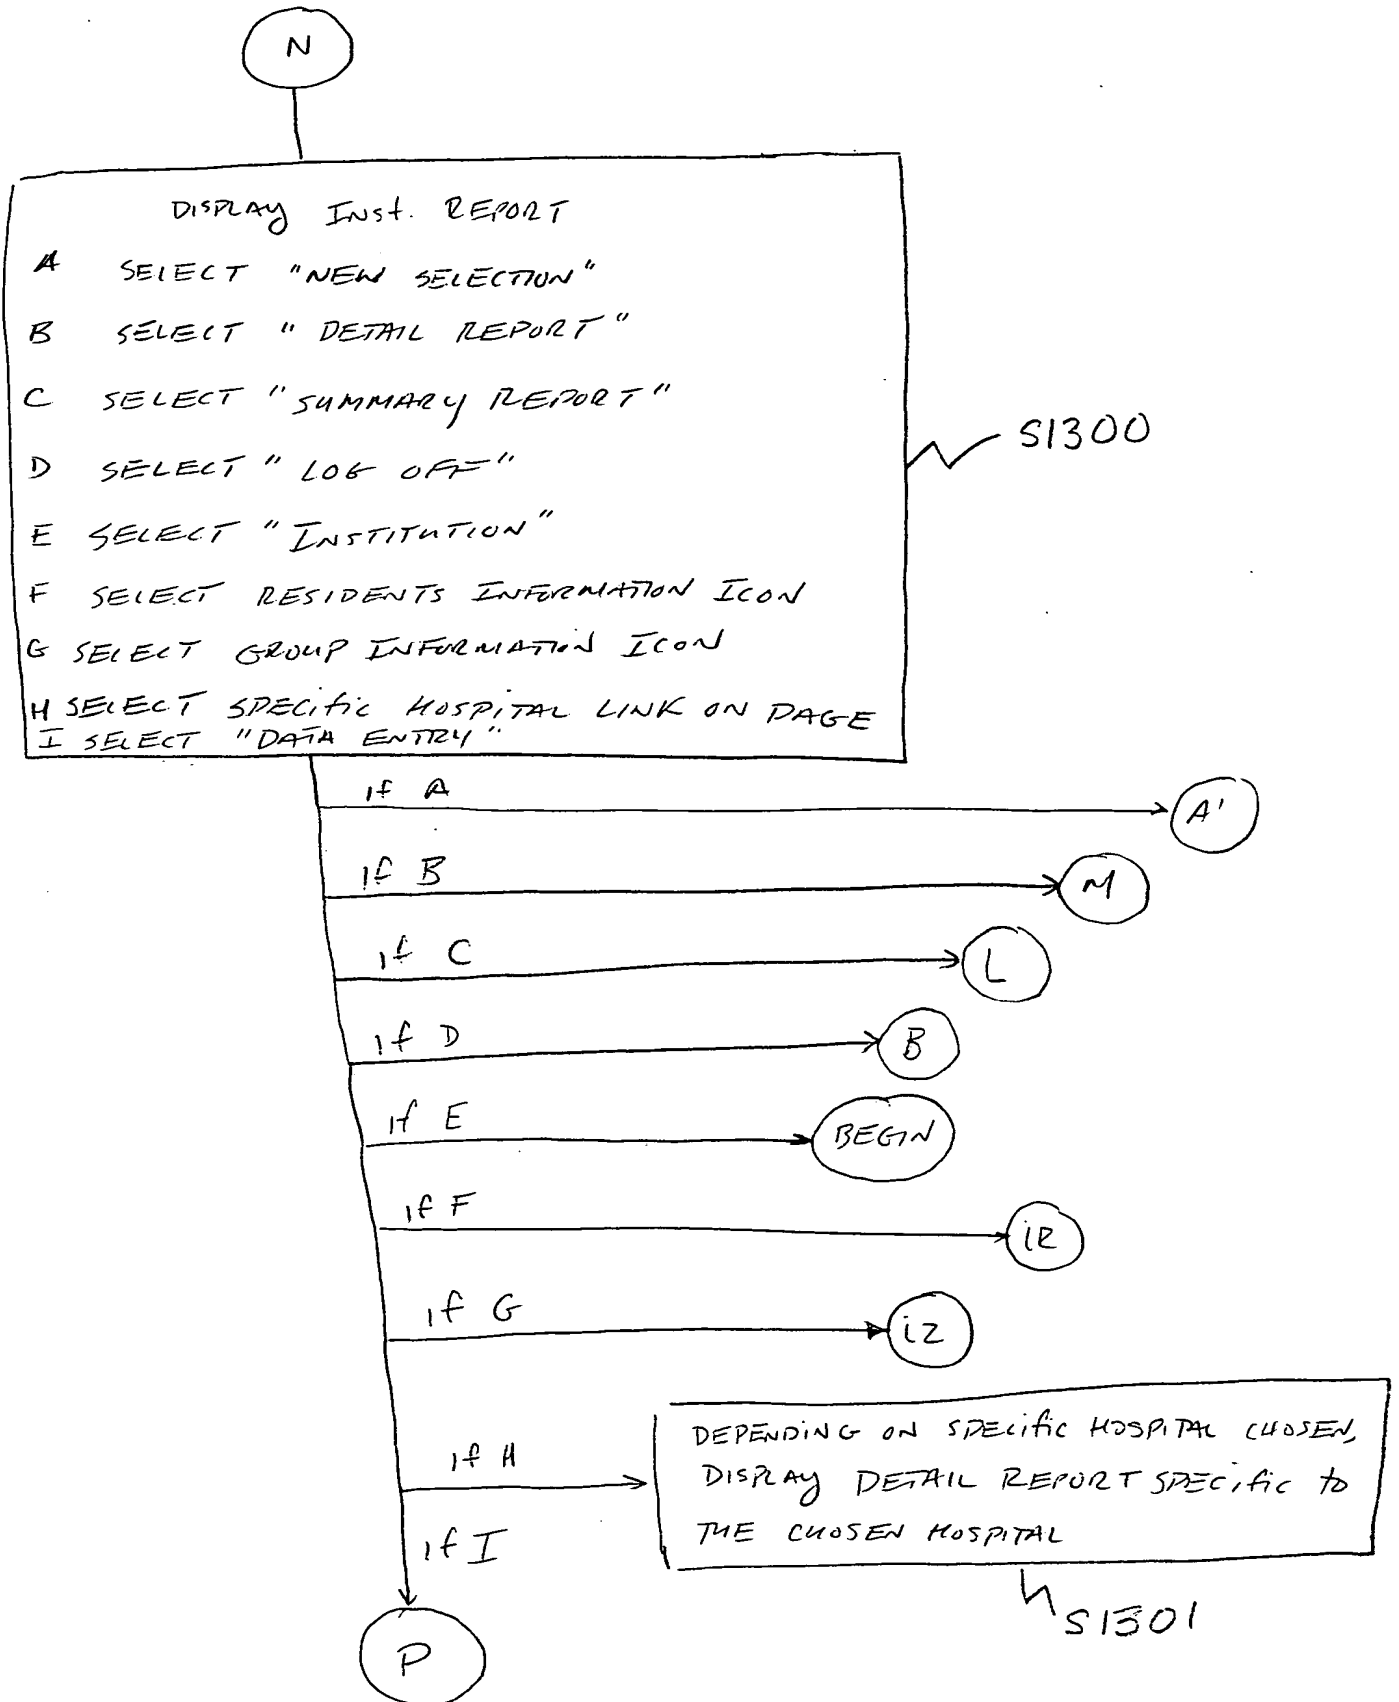 N
DISPLAY INST. REPORT
A SELECT "NEW SELECTION"
B SELECT "DETAIL REPORT"
C SELECT "SUMMARY REPORT"
D SELECT "LOG OFF"
E SELECT "INSTITUTION"
F SELECT RESIDENTS INFORMATION ICON
G SELECT GROUP INFORMATION ICON
H SELECT SPECIFIC HOSPITAL LINK ON PAGE
I SELECT "DATA ENTRY"
S1300
if A
A'
if B
M
if C
L
if D
B
if E
BEGIN
if F
iR
if G
iz
if H
DEPENDING ON SPECIFIC HOSPITAL CHOSEN,
DISPLAY DETAIL REPORT SPECIFIC to
THE CHOSEN HOSPITAL
S1301
if I
P